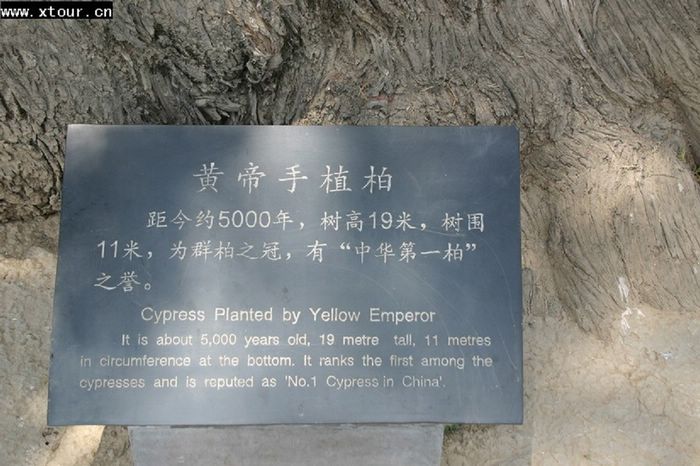 www.xtour.cn
黄帝手植柏
距今约5000年，树高19米，树围
11米，为群柏之冠，有“中华第一柏”
之誉。
Cypress Planted by Yellow Emperor
It is about 5,000 years old, 19 metre tall, 11 metres
in circumference at the bottom. It ranks the first among the
cypresses and is reputed as 'No.1 Cypress in China'.